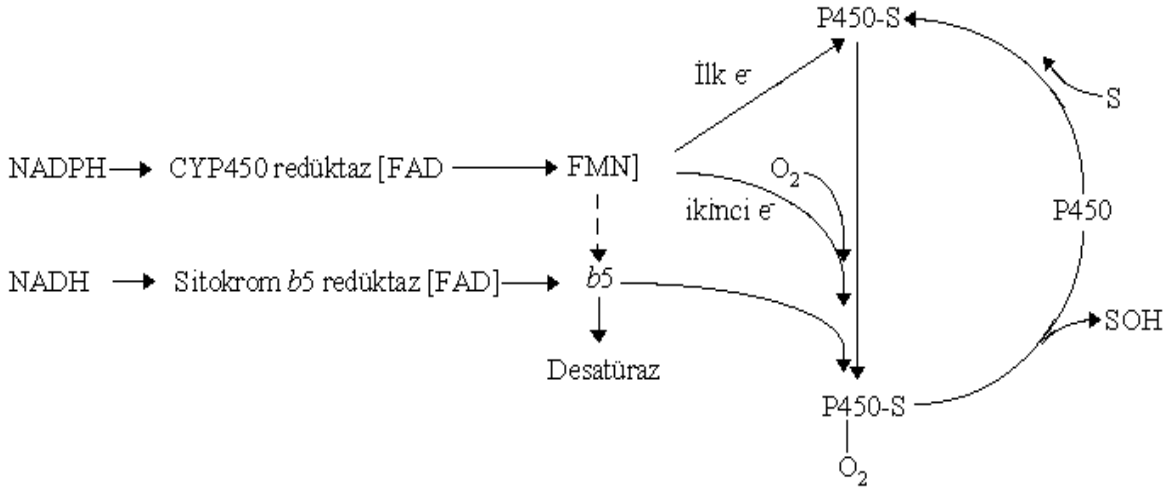 P450-S
İlk e-
S
NADPH CYP450 redüktaz [FAD FMN] O2
ikinci e- P450
NADH Sitokrom b5 redüktaz [FAD] b5
SOH
Desatüraz
P450-S
O2